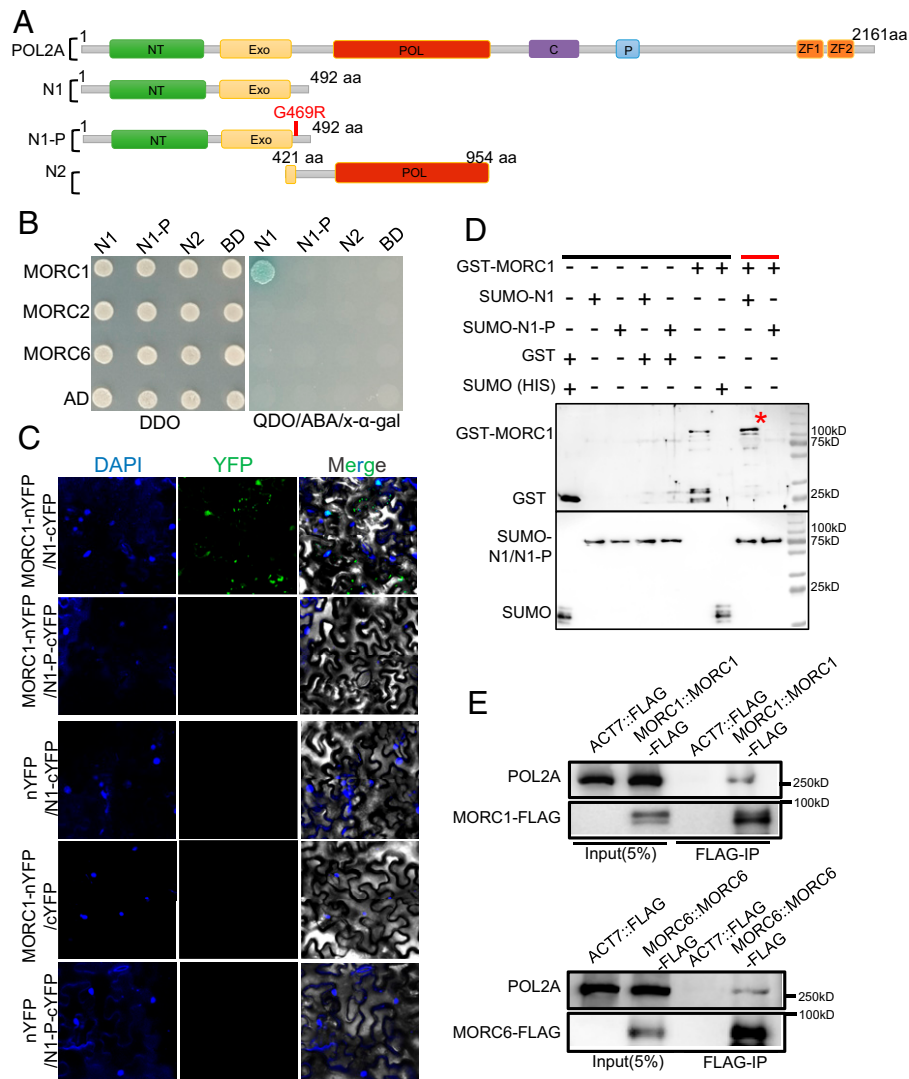 A
1 2161aa
POL2A [ NT Exo POL C P ZF1 ZF2
1 492 aa
N1 [ NT Exo
G469R
1 492 aa
N1-P [ NT Exo
421 aa 954 aa
N2 [ POL
B
N1 N1-P N2 BD N1 N1-P N2 BD
MORC1
MORC2
MORC6
AD
DDO QDO/ABA/x-α-gal
C
DAPI YFP Merge
MORC1-nYFP
/N1-cYFP
MORC1-nYFP
/N1-P-cYFP
nYFP
/N1-cYFP
MORC1-nYFP
/cYFP
nYFP
/N1-P-cYFP
D
GST-MORC1 - - - - - + + + +
SUMO-N1 - + - + - - - + -
SUMO-N1-P - - + - + - - - +
GST + - - + + - - - -
SUMO (HIS) + - - - - - + - -
GST-MORC1 * 100kD
75kD
GST 25kD
SUMO-
N1/N1-P
100kD
75kD
25kD
SUMO
E
ACT7::FLAG MORC1::MORC1
-FLAG ACT7::FLAG MORC1::MORC1
-FLAG
POL2A 250kD
100kD
MORC1-FLAG
Input(5%) FLAG-IP
ACT7::FLAG MORC6::MORC6
-FLAG ACT7::FLAG MORC6::MORC6
-FLAG
POL2A 250kD
100kD
MORC6-FLAG
Input(5%) FLAG-IP